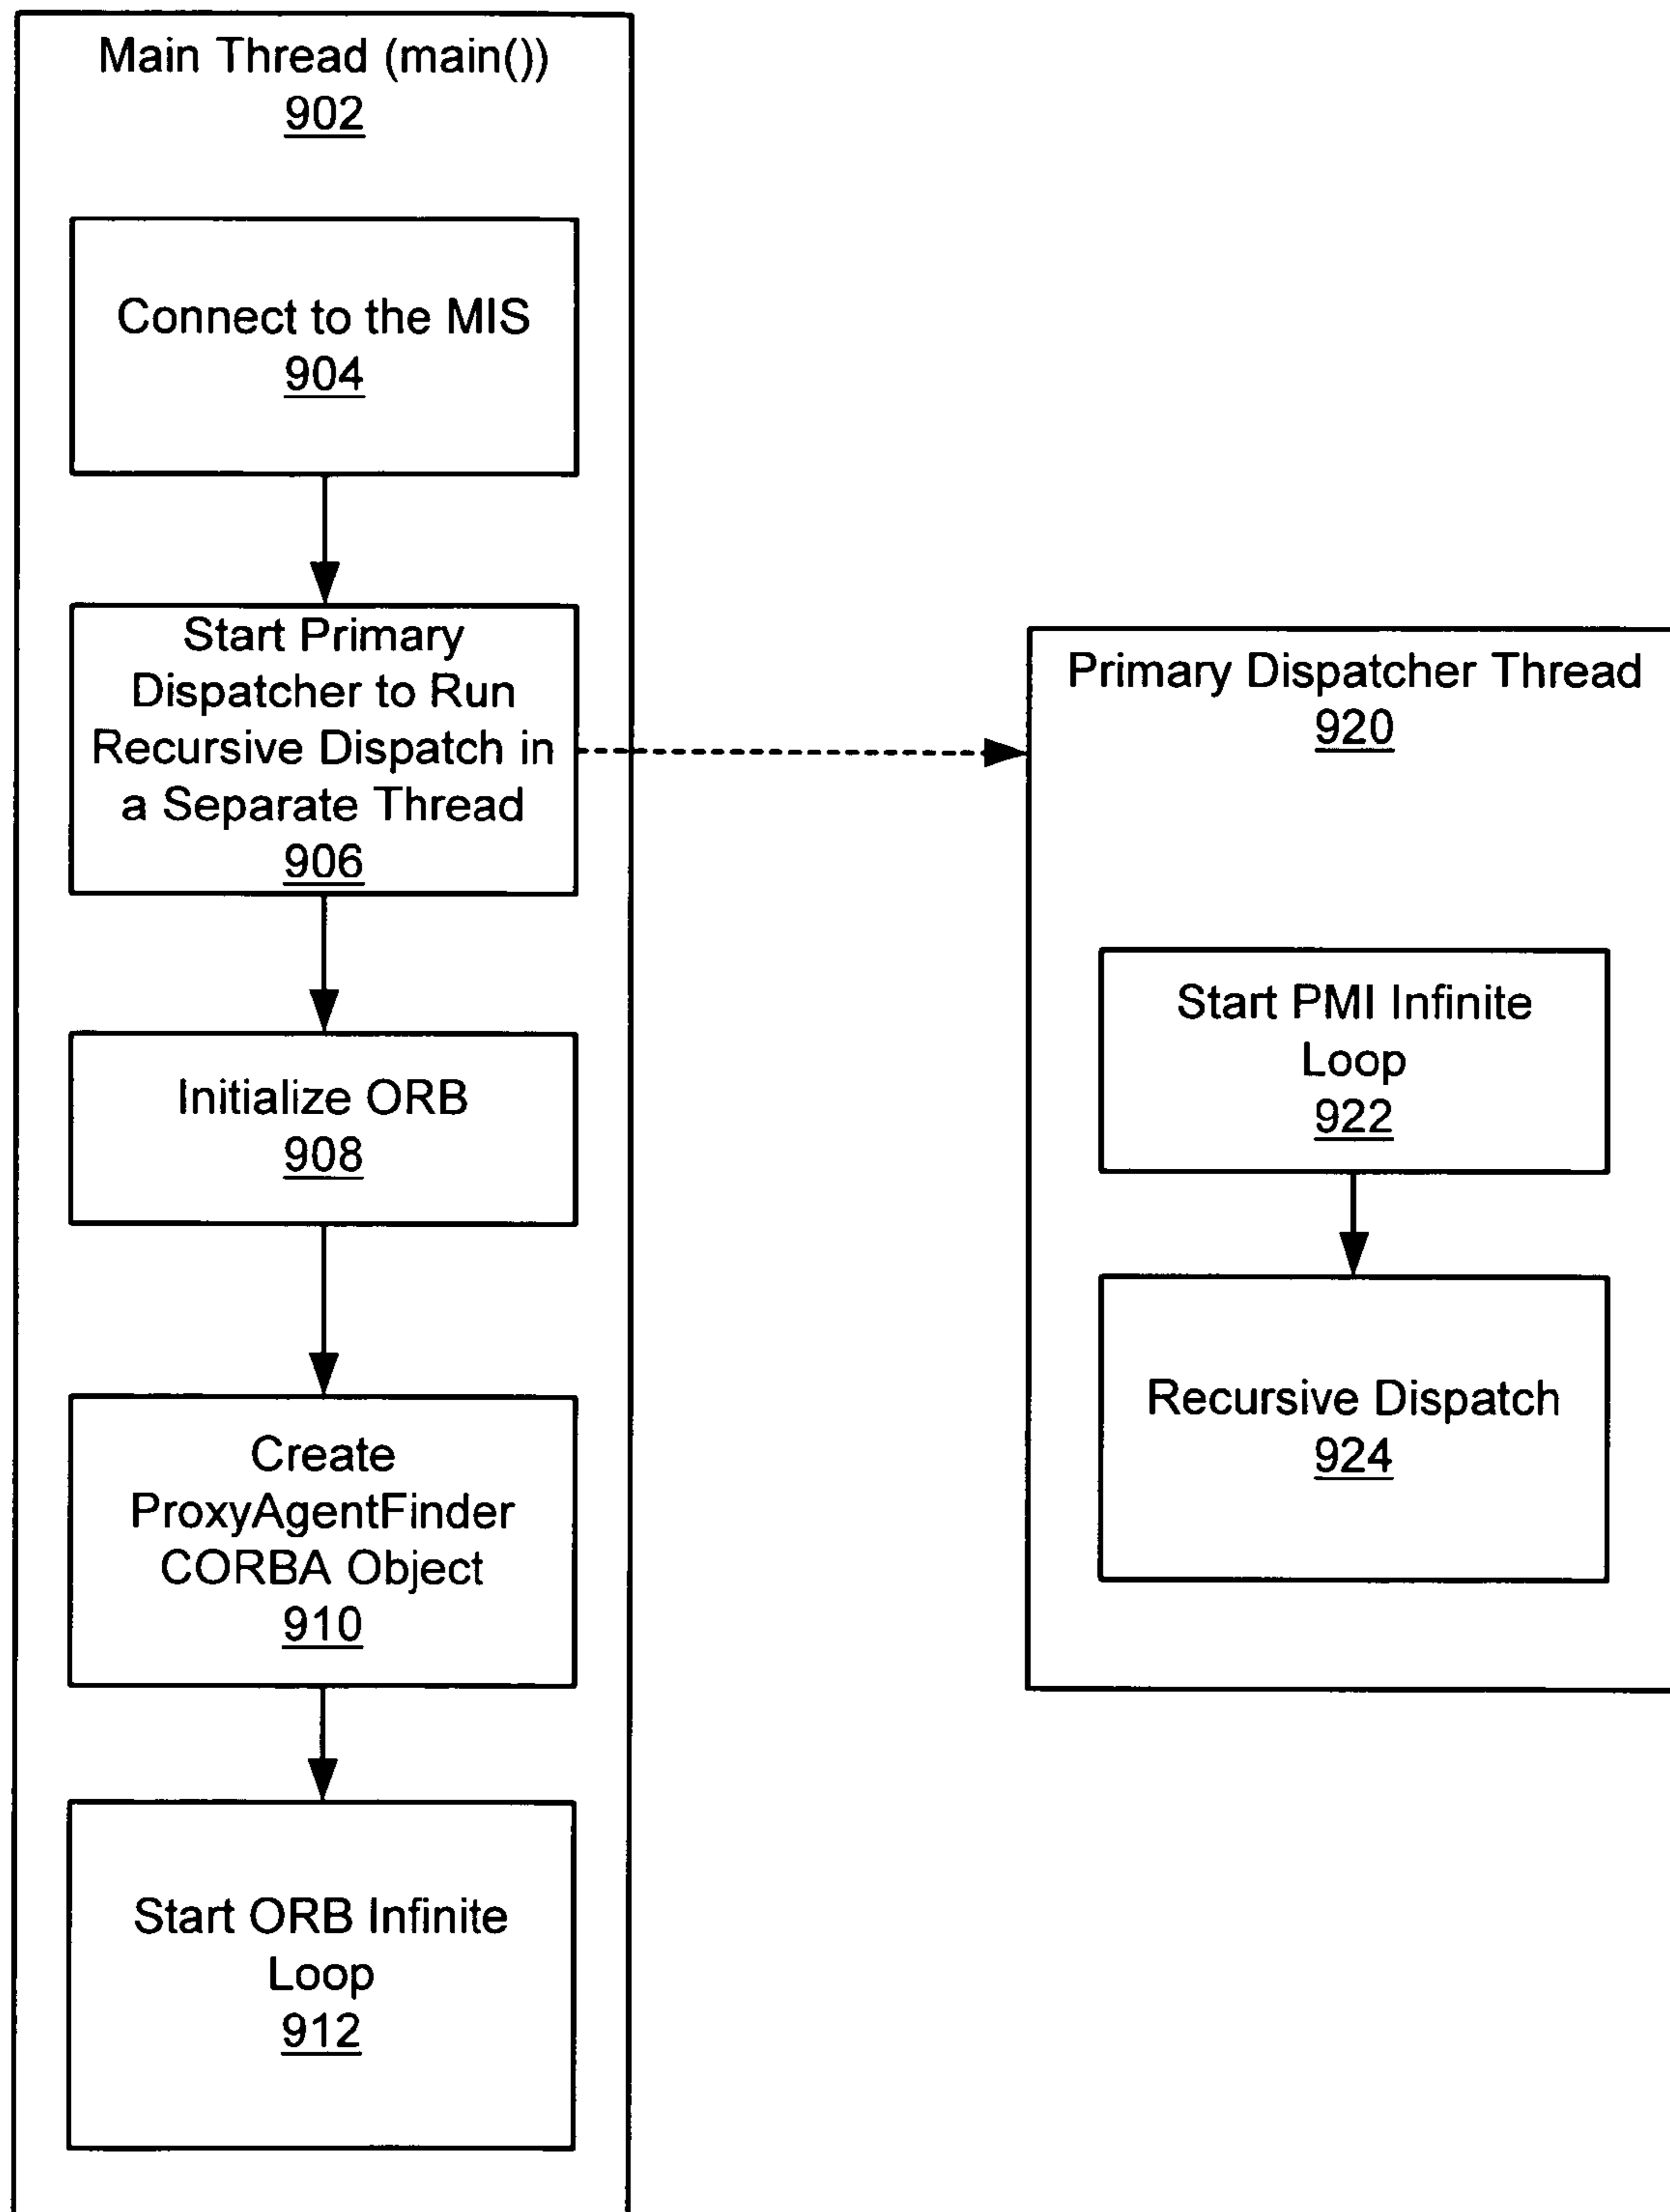 Main Thread (main())
902
Connect to the MIS
904
Start Primary
Dispatcher to Run
Recursive Dispatch in
a Separate Thread
906
Initialize ORB
908
Create
ProxyAgentFinder
CORBA Object
910
Start ORB Infinite
Loop
912
Primary Dispatcher Thread
920
Start PMI Infinite
Loop
922
Recursive Dispatch
924